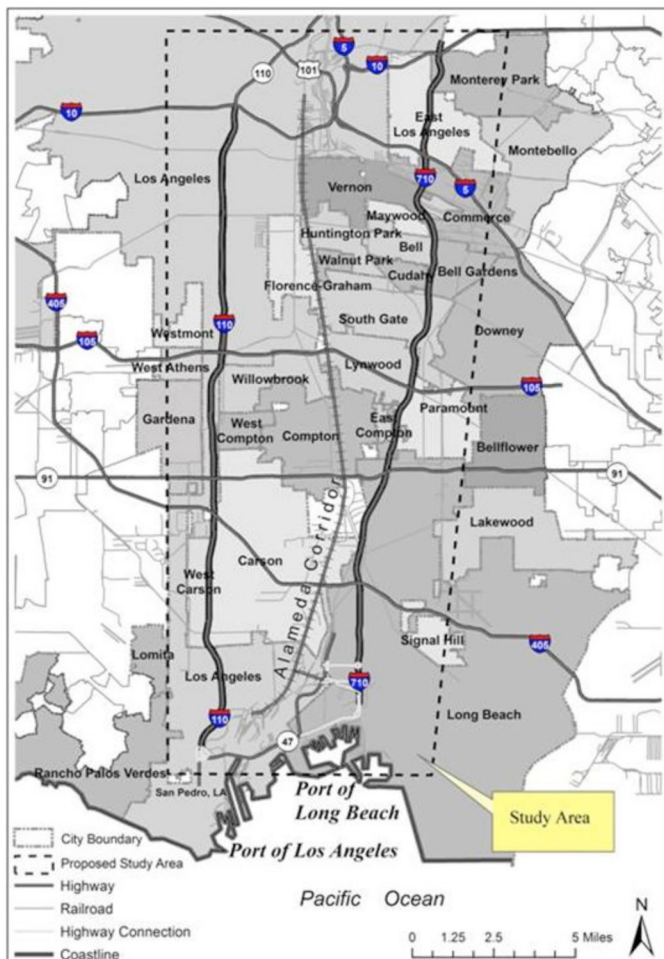 5
110
101
10
Monterey Park
10
East
Los Angeles
Montebello
Los Angeles
Vernon
710
5
Maywood
Commerce
Huntington Park
Bell
Walnut Park
Cudahy
Bell Gardens
Florence-Graham
405
South Gate
110
Westmont
Downey
105
West Athens
Lynwood
Willowbrook
105
Paramount
Gardena
West
Compton
Compton
East
Compton
Bellflower
91
91
Lakewood
Alameda Corridor
Carson
West
Carson
Signal Hill
405
Lomita
Los Angeles
710
110
Long Beach
47
Rancho Palos Verdes
San Pedro, LA
Port of
Long Beach
Study Area
Port of Los Angeles
City Boundary
Proposed Study Area
Highway
Railroad
Highway Connection
Coastline
Pacific Ocean
N
0 1.25 2.5 5 Miles